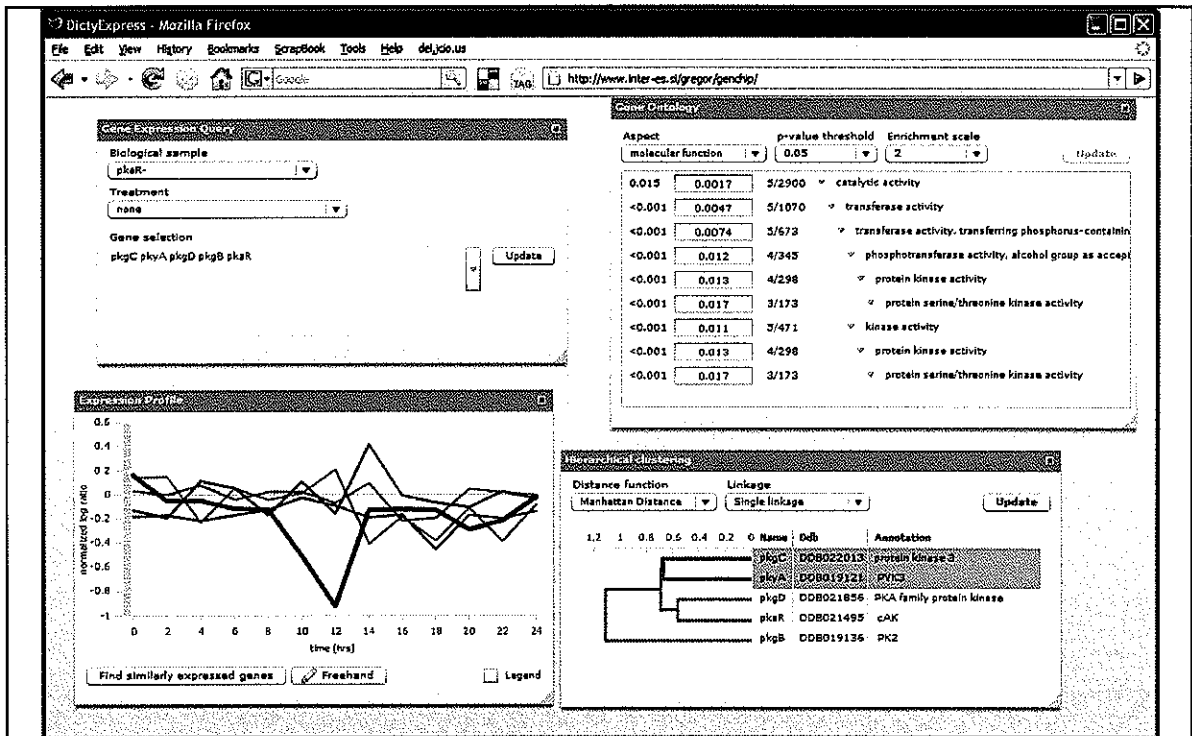 DictyExpress - Mozilla Firefox
File Edit View History Bookmarks ScrapBook Tools Help del.icio.us
Google
TAG
http://www.inter-es.si/gregor/genchip/
Gene Expression Query
Biological sample
pkaR-
Treatment
none
Gene selection
pkgC pkyA pkgD pkgB pkaR
Update
Gene Ontology
Aspect p-value threshold Enrichment scale
molecular function 0.05 2 Update
0.015 0.0017 5/2900 catalytic activity
<0.001 0.0047 5/1070 transferase activity
<0.001 0.0074 5/673 transferase activity, transferring phosphorus-containin
<0.001 0.012 4/345 phosphotransferase activity, alcohol group as accept
<0.001 0.013 4/298 protein kinase activity
<0.001 0.017 3/173 protein serine/threonine kinase activity
<0.001 0.011 5/471 kinase activity
<0.001 0.013 4/298 protein kinase activity
<0.001 0.017 3/173 protein serine/threonine kinase activity
Expression Profile
normalized log ratio
0.6
0.4
0.2
0
-0.2
-0.4
-0.6
-0.8
-1
0 2 4 6 8 10 12 14 16 18 20 22 24
time [hrs]
Find similarly expressed genes Freehand Legend
Hierarchical clustering
Distance function Linkage
Manhattan Distance Single linkage Update
1.2 1 0.8 0.6 0.4 0.2 0 Name Ddb Annotation
pkgC DDB022013 protein kinase 3
pkyA DDB019121 PVK3
pkgD DDB021856 PKA family protein kinase
pkaR DDB021495 cAK
pkgB DDB019136 PK2